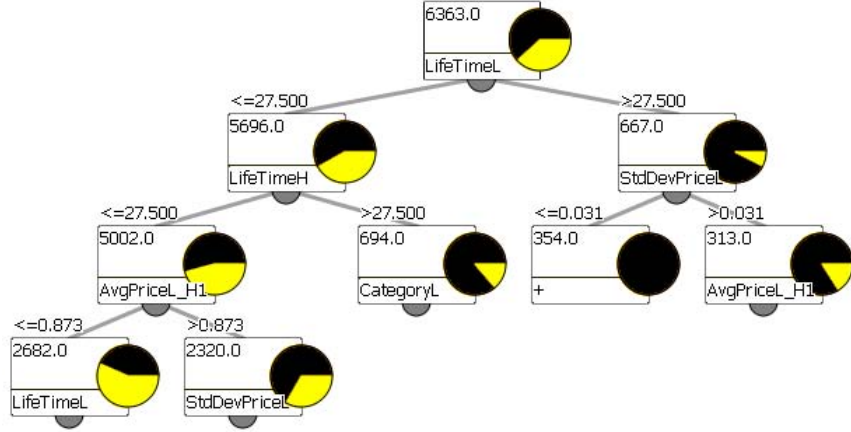 6363.0
LifeTimeL
<=27.500
>27.500
5696.0
LifeTimeH
667.0
StdDevPriceL
<=27.500
>27.500
<=0.031
>0.031
5002.0
AvgPriceL_H1
694.0
CategoryL
354.0
+
313.0
AvgPriceL_H1
<=0.873
>0.873
2682.0
LifeTimeL
2320.0
StdDevPriceL